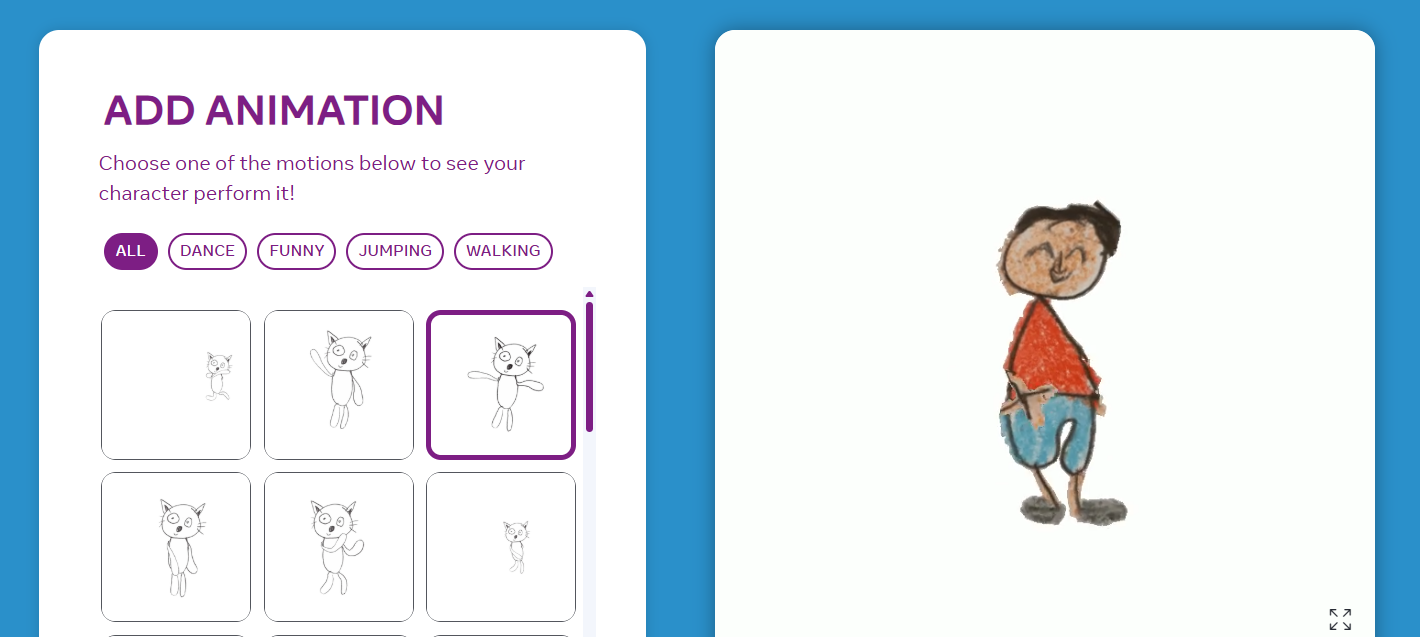 ADD ANIMATION
Choose one of the motions below to see your
character perform it!
ALL DANCE FUNNY JUMPING WALKING